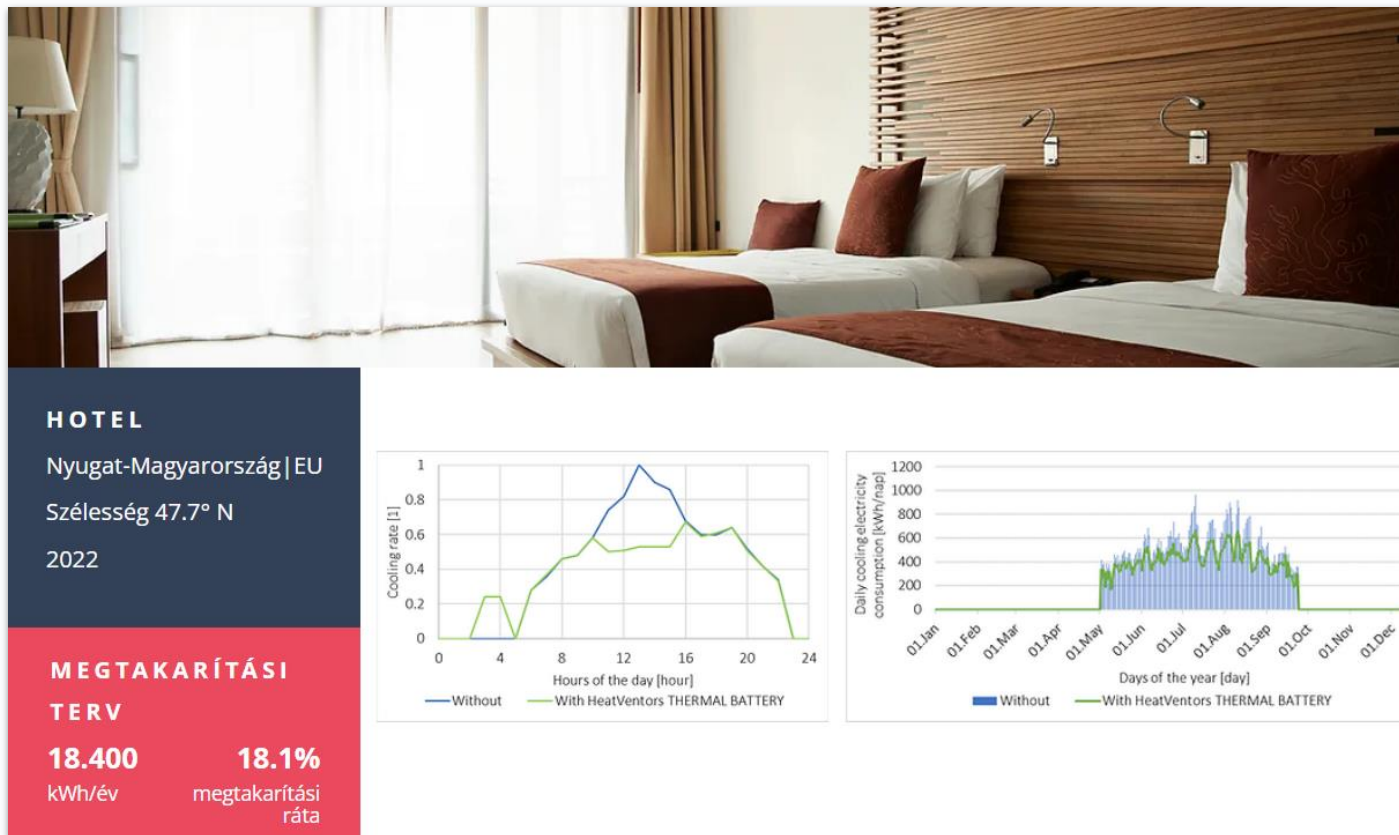 HOTEL
Nyugat-Magyarország|EU
Szélesség 47.7° N
2022
MEGTAKARÍTÁSI
TERV
18.400
18.1%
kWh/év
megtakarítási
ráta
Cooling rate [1]
1
0.8
0.6
0.4
0.2
0
0 4 8 12 16 20 24
Hours of the day [hour]
Without With HeatVentors THERMAL BATTERY
Daily cooling electricity
consumption [kWh/nap]
1200
1000
800
600
400
200
0
01.Jan 01.Feb 01.Mar 01.Apr 01.May 01.Jun 01.Jul 01.Aug 01.Sep 01.Oct 01.Nov 01.Dec
Days of the year [day]
Without With HeatVentors THERMAL BATTERY